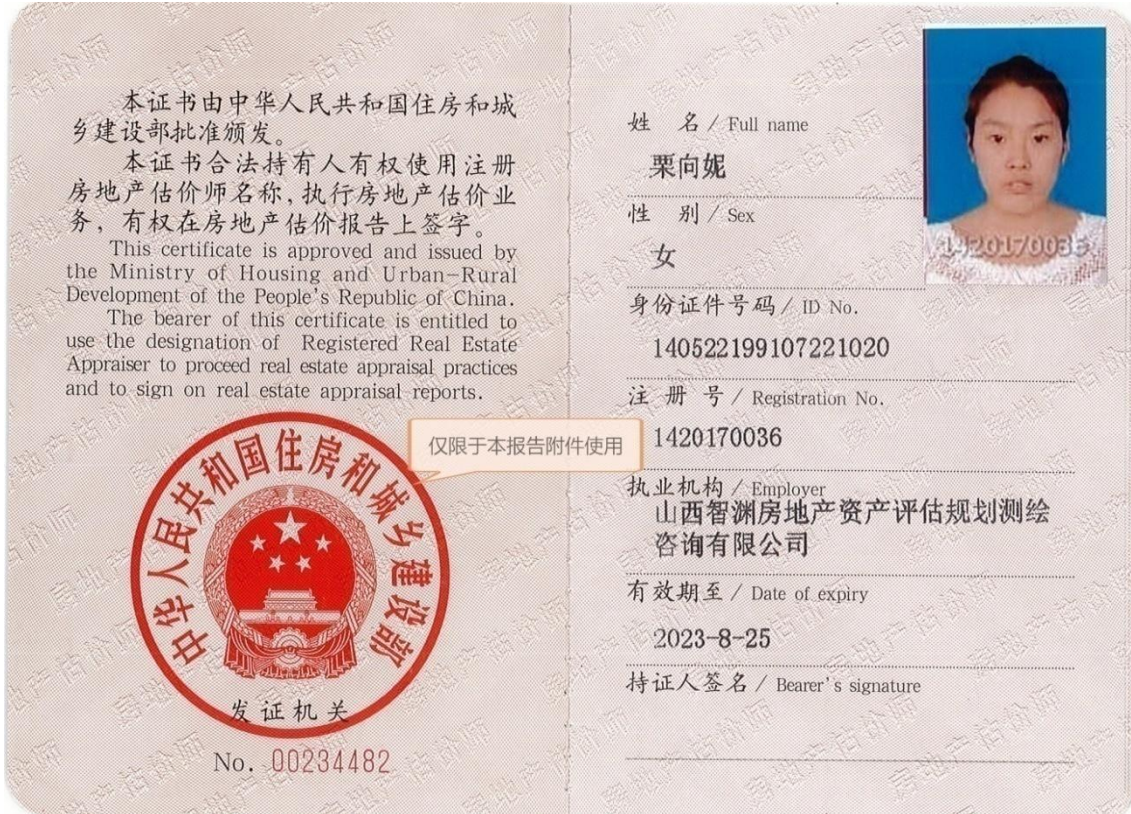 本证书由中华人民共和国住房和城
乡建设部批准颁发。
本证书合法持有人有权使用注册
房地产估价师名称，执行房地产估价业
务，有权在房地产估价报告上签字。
This certificate is approved and issued by
the Ministry of Housing and Urban-Rural
Development of the People's Republic of China.
The bearer of this certificate is entitled to
use the designation of Registered Real Estate
Appraiser to proceed real estate appraisal practices
and to sign on real estate appraisal reports.
中华人民共和国住房和城乡建设部
仅限于本报告附件使用
发证机关
No. 00234482
姓 名 / Full name
栗向妮
性 别 / Sex
女
身份证件号码 / ID No.
140522199107221020
注 册 号 / Registration No.
1420170036
执业机构 / Employer
山西智渊房地产资产评估规划测绘
咨询有限公司
有效期至 / Date of expiry
2023-8-25
持证人签名 / Bearer's signature
1420170036
房地产估价师